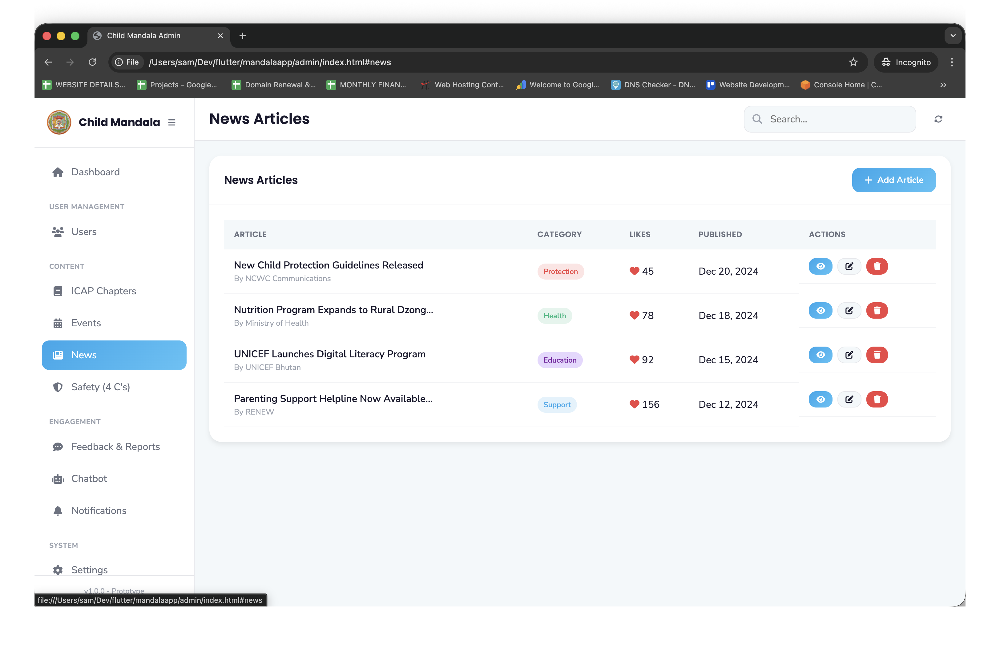 Child Mandala Admin
File /Users/sam/Dev/flutter/mandalaapp/admin/index.html#news
Incognito
WEBSITE DETAILS... Projects - Google... Domain Renewal &... MONTHLY FINAN... Web Hosting Cont... Welcome to Googl... DNS Checker - DN... Website Developm... Console Home | C...
Child Mandala
News Articles
Search...
Dashboard
USER MANAGEMENT
Users
CONTENT
ICAP Chapters
Events
News
Safety (4 C's)
ENGAGEMENT
Feedback & Reports
Chatbot
Notifications
SYSTEM
Settings
v1.0.0 - Prototype
file:///Users/sam/Dev/flutter/mandalaapp/admin/index.html#news
News Articles
+ Add Article
ARTICLE CATEGORY LIKES PUBLISHED ACTIONS
New Child Protection Guidelines Released
By NCWC Communications
Protection 45 Dec 20, 2024
Nutrition Program Expands to Rural Dzong...
By Ministry of Health
Health 78 Dec 18, 2024
UNICEF Launches Digital Literacy Program
By UNICEF Bhutan
Education 92 Dec 15, 2024
Parenting Support Helpline Now Available...
By RENEW
Support 156 Dec 12, 2024